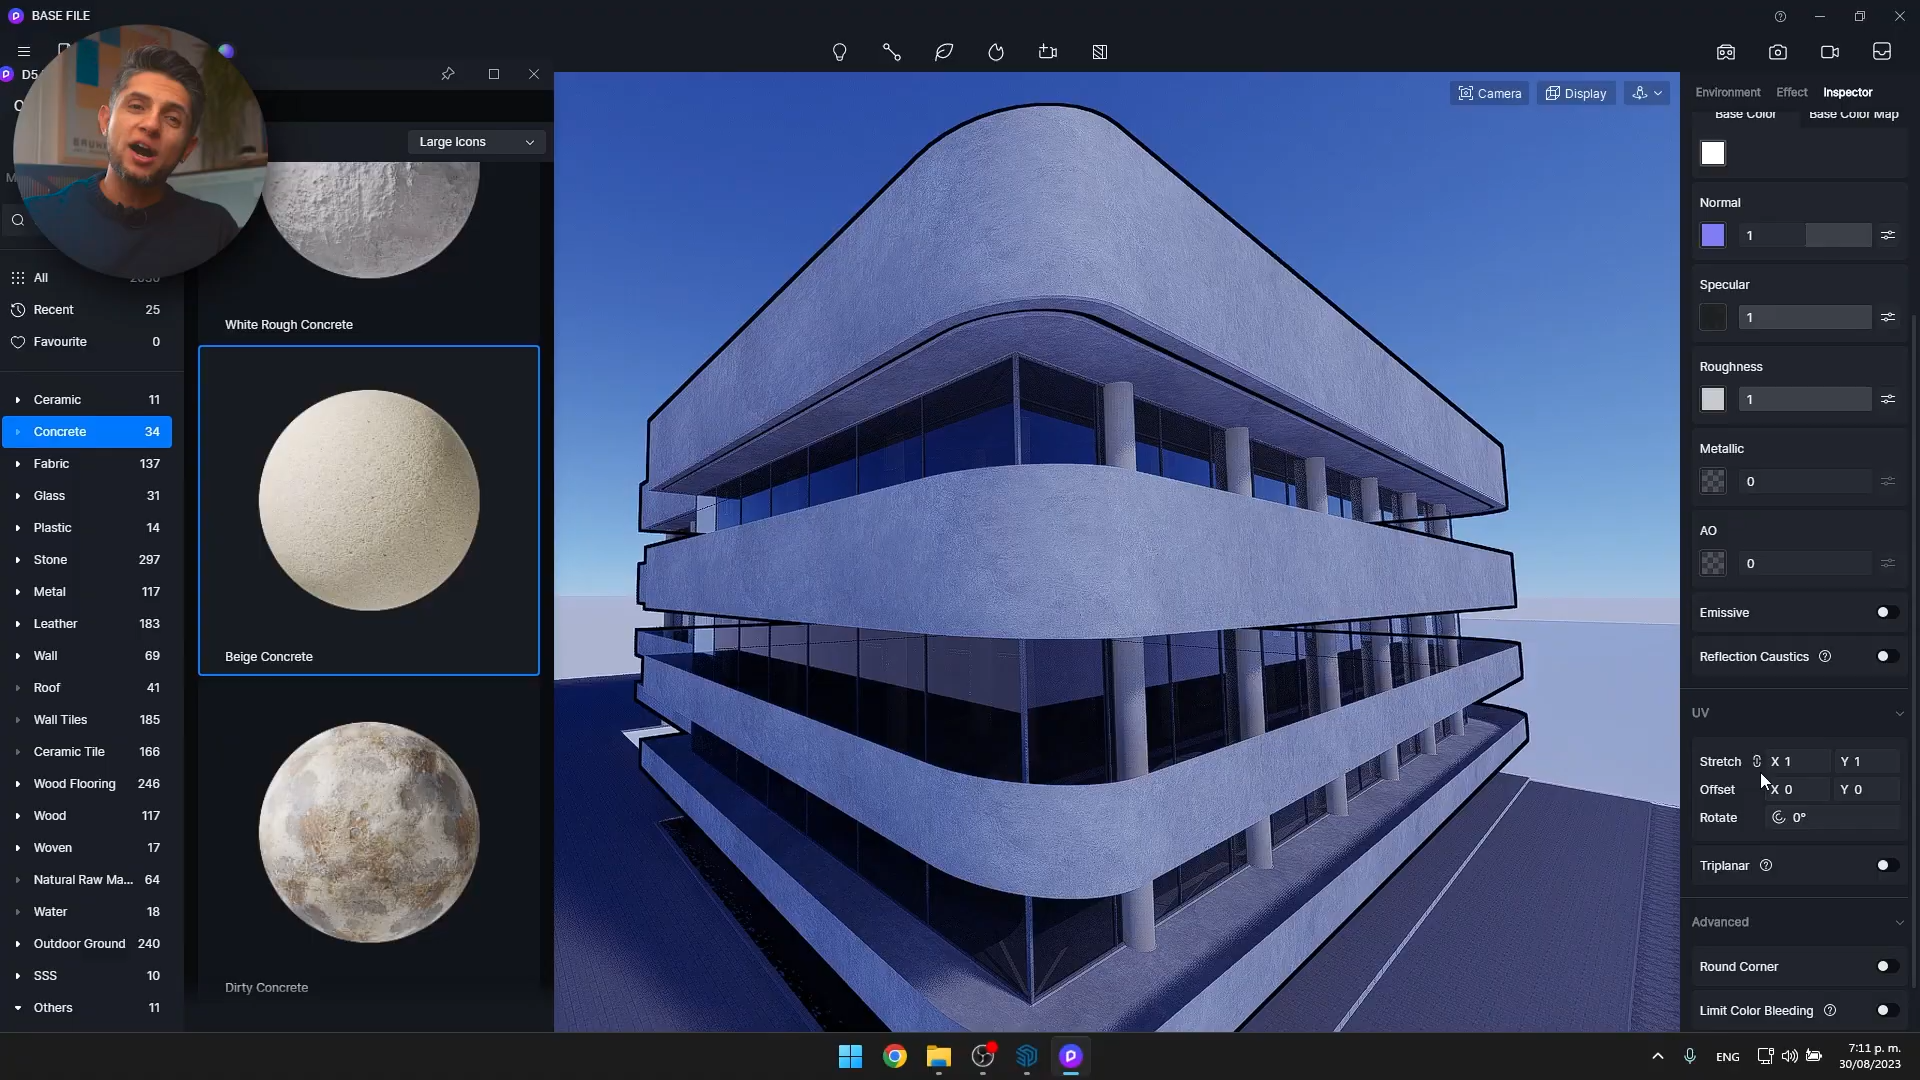 BASE FILE
D5
Large Icons
All
Recent 25
Favourite 0
Ceramic 11
Concrete 34
Fabric 137
Glass 31
Plastic 14
Stone 297
Metal 117
Leather 183
Wall 69
Roof 41
Wall Tiles 185
Ceramic Tile 166
Wood Flooring 246
Wood 117
Woven 17
Natural Raw Ma... 64
Water 18
Outdoor Ground 240
SSS 10
Others 11
White Rough Concrete
Beige Concrete
Dirty Concrete
Camera Display
Environment Effect Inspector
Base Color Base Color Map
Normal
1
Specular
1
Roughness
1
Metallic
0
AO
0
Emissive
Reflection Caustics
UV
Stretch X 1 Y 1
Offset X 0 Y 0
Rotate 0°
Triplanar
Advanced
Round Corner
Limit Color Bleeding
ENG
7:11 p. m.
30/08/2023